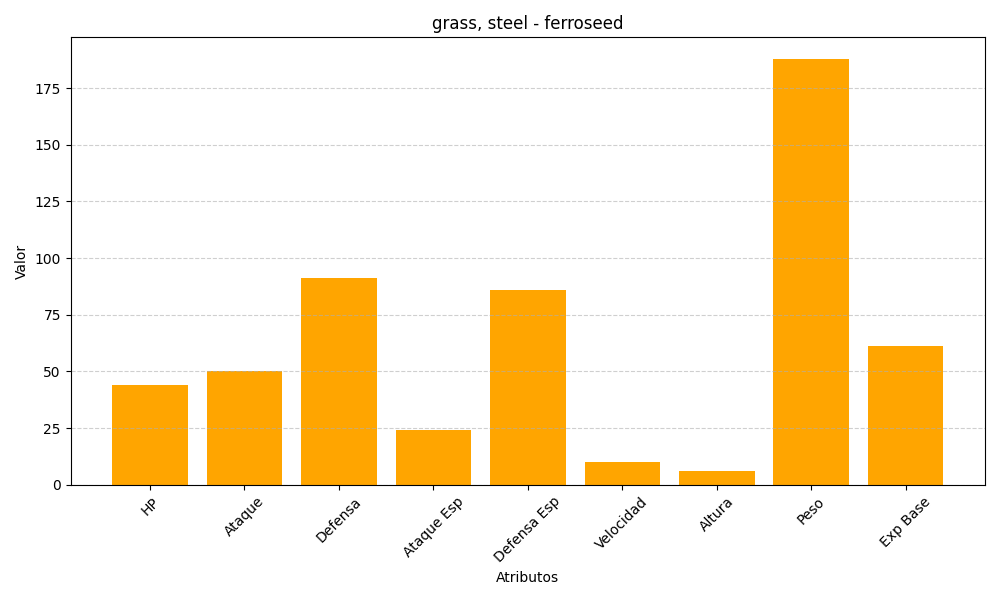 grass, steel - ferroseed
Valor
175
150
125
100
75
50
25
0
HP
Ataque
Defensa
Ataque Esp
Defensa Esp
Velocidad
Altura
Peso
Exp Base
Atributos